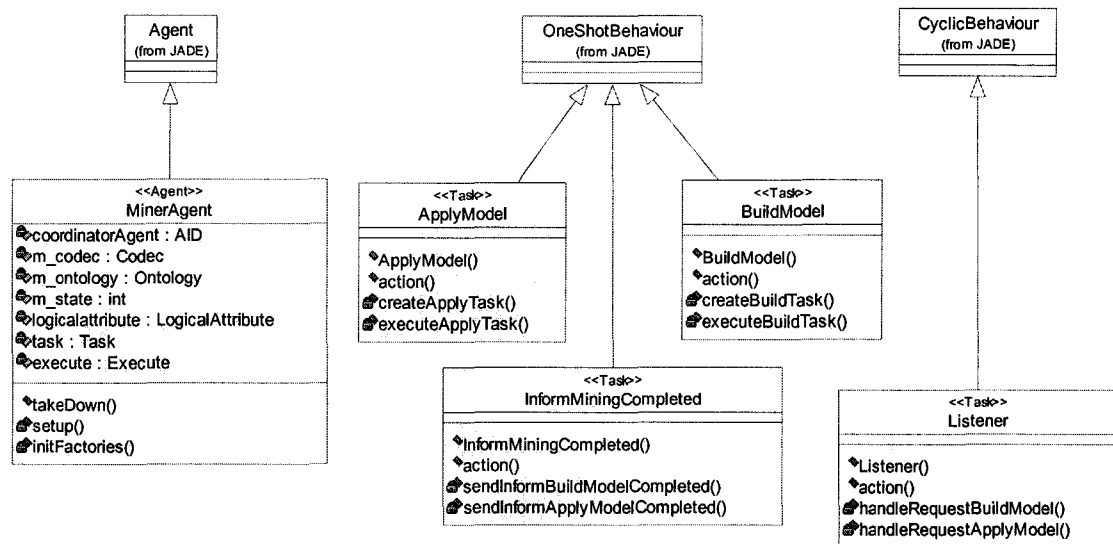 Agent
(from JADE)
OneShotBehaviour
(from JADE)
CyclicBehaviour
(from JADE)
<<Agent>>
MinerAgent
coordinatorAgent : AID
m_codec : Codec
m_ontology : Ontology
m_state : int
logicalattribute : LogicalAttribute
task : Task
execute : Execute
takeDown()
setup()
initFactories()
<<Task>>
ApplyModel
ApplyModel()
action()
createApplyTask()
executeApplyTask()
<<Task>>
BuildModel
BuildModel()
action()
createBuildTask()
executeBuildTask()
<<Task>>
InformMiningCompleted
InformMiningCompleted()
action()
sendInformBuildModelCompleted()
sendInformApplyModelCompleted()
<<Task>>
Listener
Listener()
action()
handleRequestBuildModel()
handleRequestApplyModel()